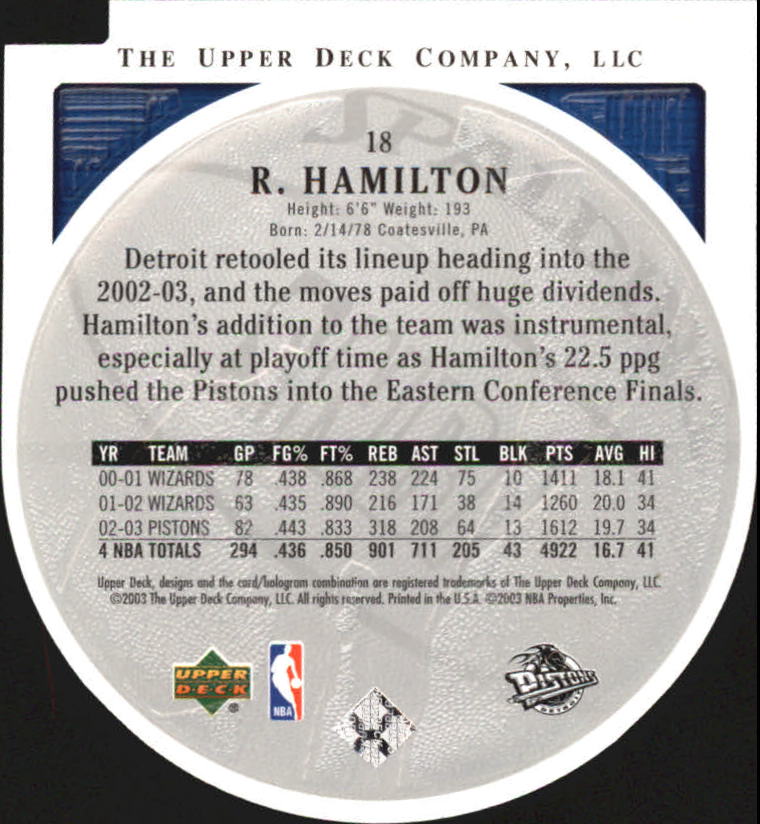 THE UPPER DECK COMPANY, LLC
18
R. HAMILTON
Height: 6'6" Weight: 193
Born: 2/14/78 Coatesville, PA
Detroit retooled its lineup heading into the
2002-03, and the moves paid off huge dividends.
Hamilton's addition to the team was instrumental,
especially at playoff time as Hamilton's 22.5 ppg
pushed the Pistons into the Eastern Conference Finals.
YR TEAM GP FG% FT% REB AST STL BLK PTS AVG HI
00-01 WIZARDS 78 .438 .868 238 224 75 10 1411 18.1 41
01-02 WIZARDS 63 .435 .890 216 171 38 14 1260 20.0 34
02-03 PISTONS 82 .443 .833 318 208 64 13 1612 19.7 34
4 NBA TOTALS 294 .436 .850 901 711 205 43 4922 16.7 41
Upper Deck, designs and the card/hologram combination are registered trademarks of The Upper Deck Company, LLC.
©2003 The Upper Deck Company, LLC. All rights reserved. Printed in the U.S.A. ©2003 NBA Properties, Inc.
UPPER
DECK
®
NBA
PISTONS
DETROIT